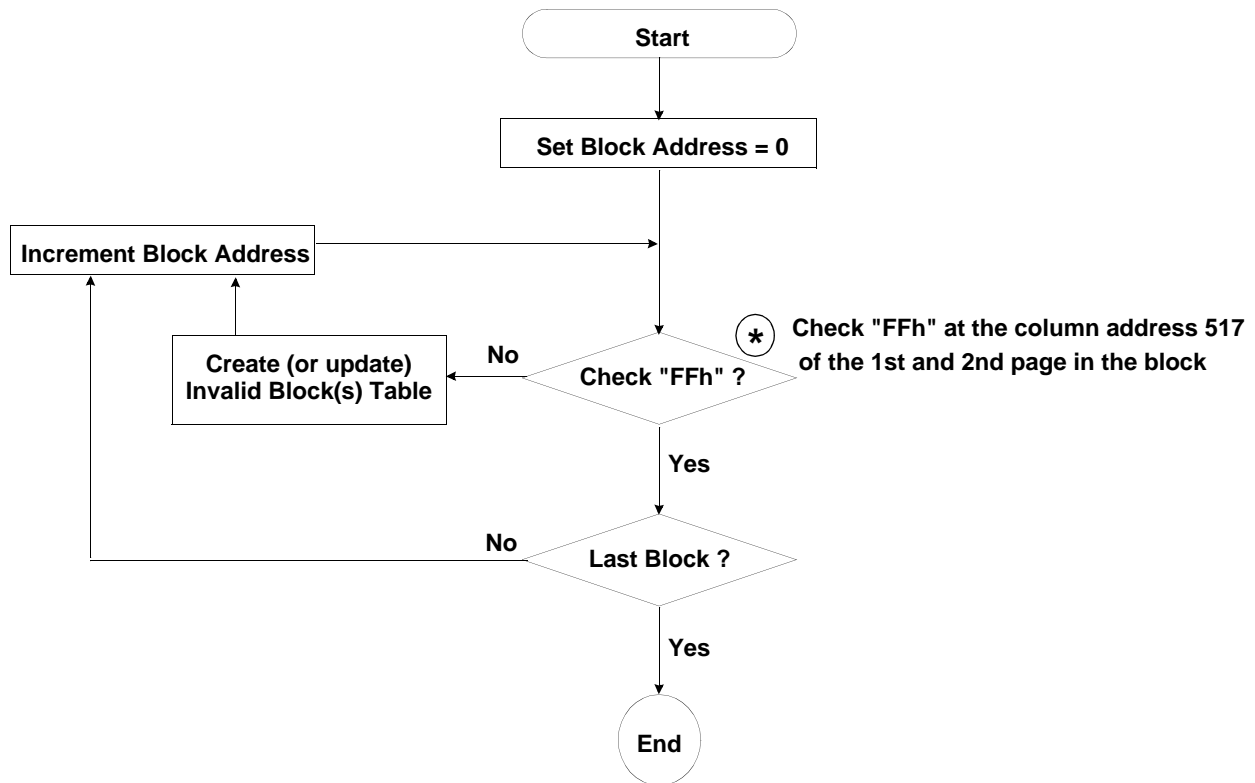 Start
Set Block Address = 0
Increment Block Address
* Check "FFh" at the column address 517
of the 1st and 2nd page in the block
No
Create (or update)
Invalid Block(s) Table
Check "FFh" ?
Yes
No
Last Block ?
Yes
End